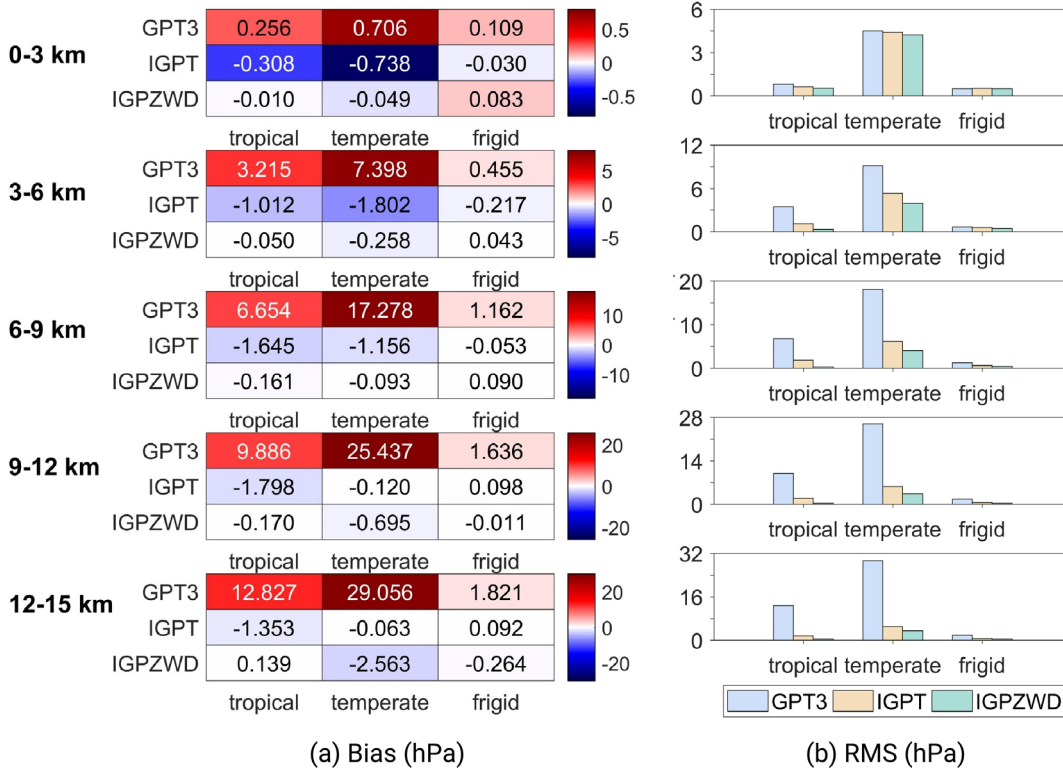 0-3 km
GPT3 0.256 0.706 0.109
IGPT -0.308 -0.738 -0.030
IGPZWD -0.010 -0.049 0.083
tropical temperate frigid
0.5
0
-0.5
6
3
0
tropical temperate frigid
3-6 km
GPT3 3.215 7.398 0.455
IGPT -1.012 -1.802 -0.217
IGPZWD -0.050 -0.258 0.043
tropical temperate frigid
5
0
-5
12
6
0
tropical temperate frigid
6-9 km
GPT3 6.654 17.278 1.162
IGPT -1.645 -1.156 -0.053
IGPZWD -0.161 -0.093 0.090
tropical temperate frigid
10
0
-10
20
10
0
tropical temperate frigid
9-12 km
GPT3 9.886 25.437 1.636
IGPT -1.798 -0.120 0.098
IGPZWD -0.170 -0.695 -0.011
tropical temperate frigid
20
0
-20
28
14
0
tropical temperate frigid
12-15 km
GPT3 12.827 29.056 1.821
IGPT -1.353 -0.063 0.092
IGPZWD 0.139 -2.563 -0.264
tropical temperate frigid
20
0
-20
32
16
0
tropical temperate frigid
GPT3 IGPT IGPZWD
(a) Bias (hPa)
(b) RMS (hPa)